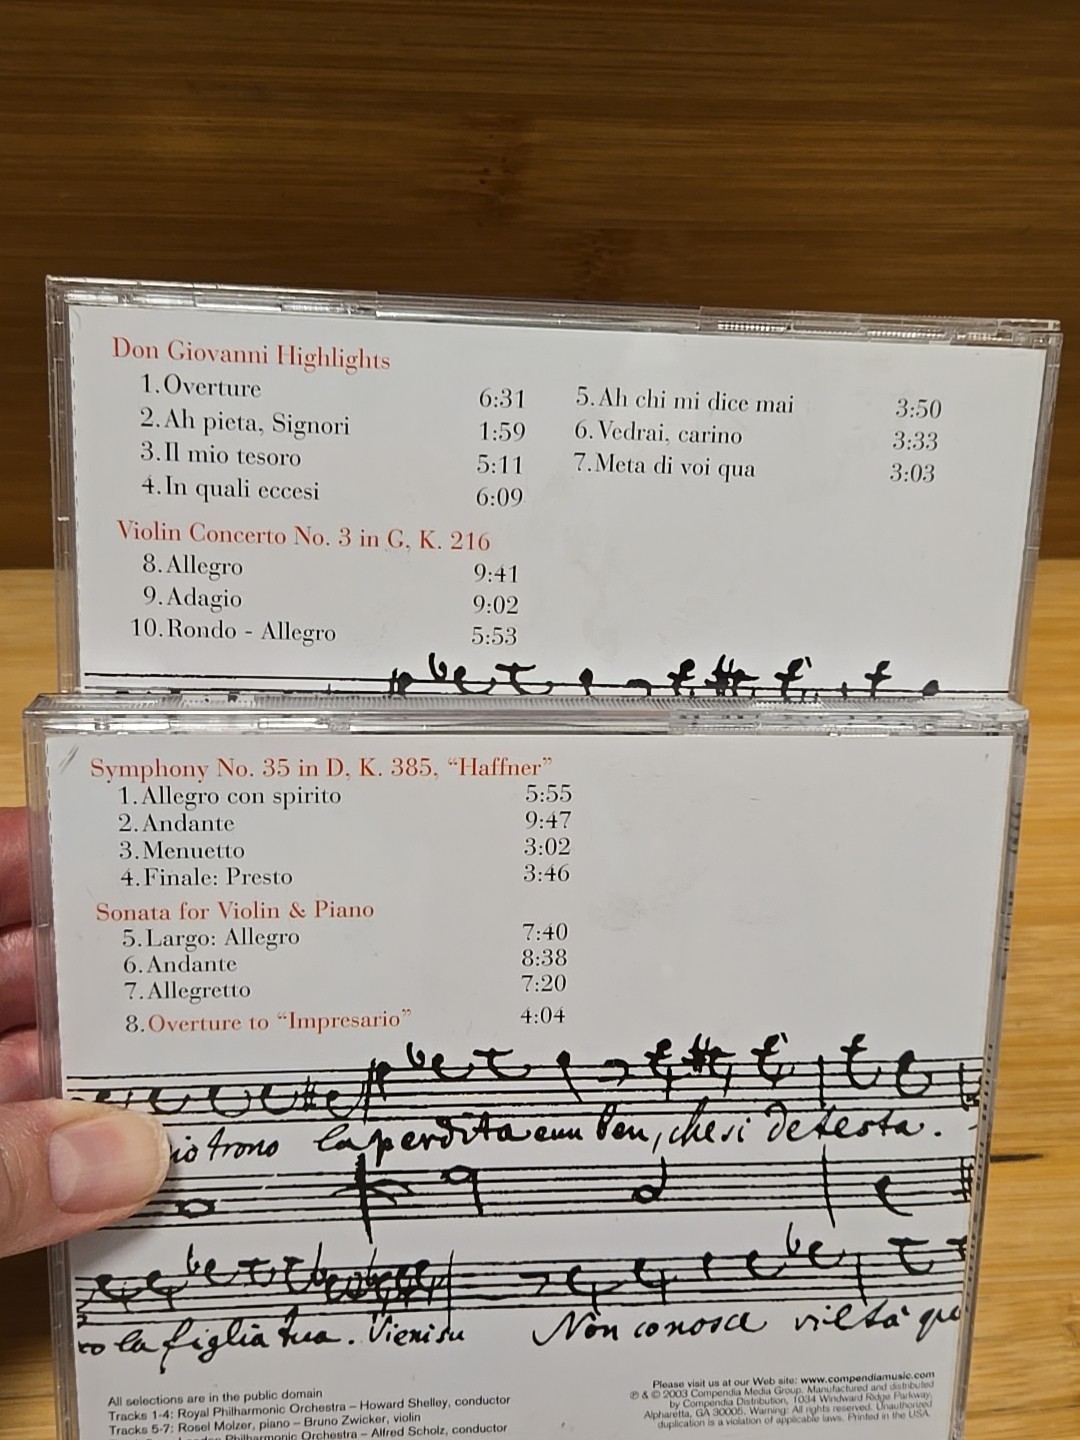 Don Giovanni Highlights
1. Overture 6:31
2. Ah pieta, Signori 1:59
3. Il mio tesoro 5:11
4. In quali eccesi 6:09
5. Ah chi mi dice mai 3:50
6. Vedrai, carino 3:33
7. Meta di voi qua 3:03
Violin Concerto No. 3 in G, K. 216
8. Allegro 9:41
9. Adagio 9:02
10. Rondo - Allegro 5:53
Symphony No. 35 in D, K. 385, “Haffner”
1. Allegro con spirito 5:55
2. Andante 9:47
3. Menuetto 3:02
4. Finale: Presto 3:46
Sonata for Violin & Piano
5. Largo: Allegro 7:40
6. Andante 8:38
7. Allegretto 7:20
8. Overture to “Impresario” 4:04
trono la perdita
la figlia tua. Vieni su Non conosce viltà
All selections are in the public domain
Tracks 1-4: Royal Philharmonic Orchestra – Howard Shelley, conductor
Tracks 5-7: Rosel Molzer, piano – Bruno Zwicker, violin
London Philharmonic Orchestra – Alfred Scholz, conductor
Please visit us at our Web site: www.compendiamusic.com
℗ & © 2003 Compendia Media Group. Manufactured and distributed
by Compendia Distribution, 1034 Windward Ridge Parkway,
Alpharetta, GA 30005. Warning: All rights reserved. Unauthorized
duplication is a violation of applicable laws. Printed in the USA.